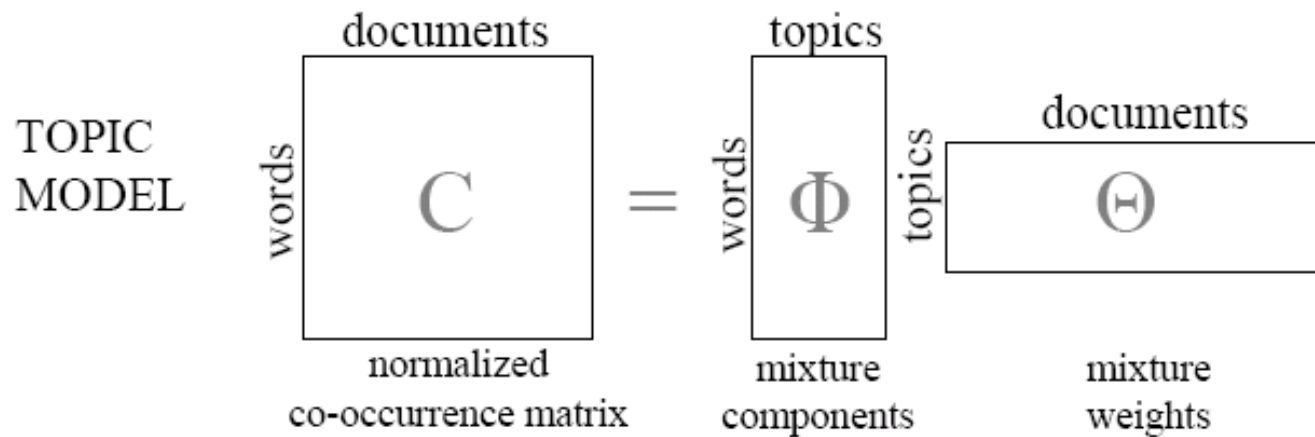 documents
topics
documents
TOPIC
MODEL
words
C
=
words
Φ
topics
Θ
normalized
co-occurrence matrix
mixture
components
mixture
weights